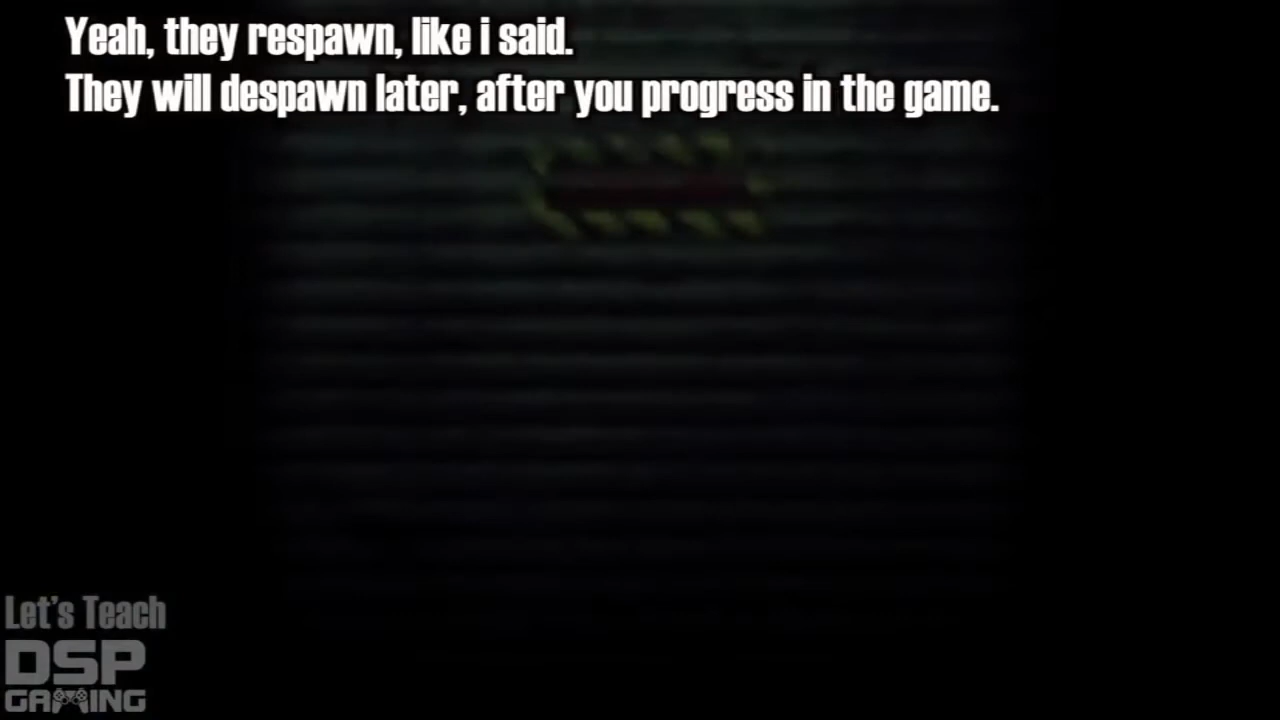 Yeah, they respawn, like i said.
They will despawn later, after you progress in the game.
Let's Teach
DSP
GAMING